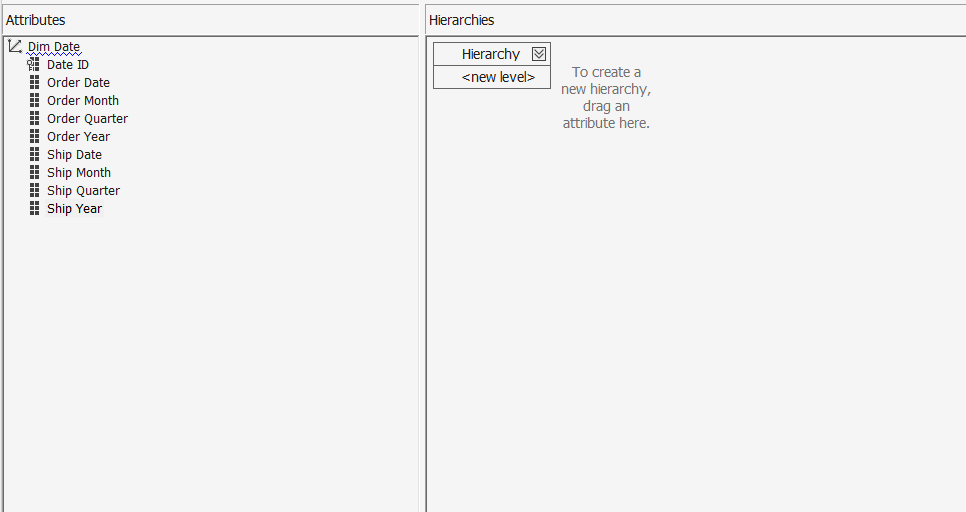 Attributes
Dim Date
Date ID
Order Date
Order Month
Order Quarter
Order Year
Ship Date
Ship Month
Ship Quarter
Ship Year
Hierarchies
Hierarchy
<new level>
To create a
new hierarchy,
drag an
attribute here.